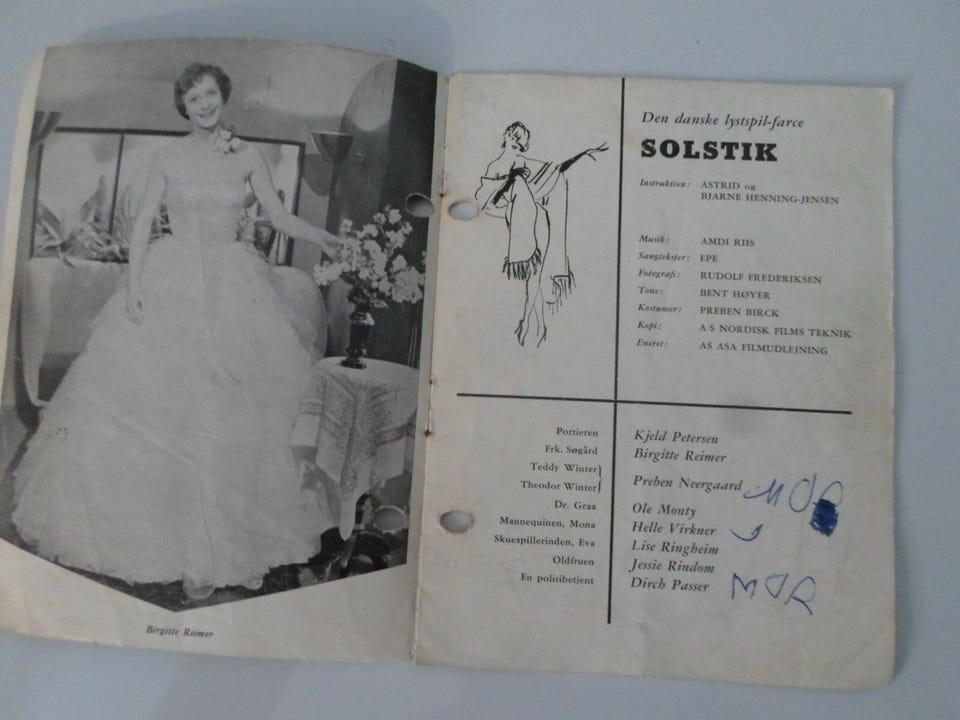 Birgitte Reimer
Den danske lystspil-farce
SOLSTIK
Instruktion: ASTRID og
BJARNE HENNING-JENSEN
Musik: AMDI RIIS
Sangtekster: EPE
Fotografi: RUDOLF FREDERIKSEN
Tone: BENT HØYER
Kostumer: PREBEN BIRCK
Kopi: A/S NORDISK FILMS TEKNIK
Eneret: AS ASA FILMUDLEJNING
Portieren Kjeld Petersen
Frk. Søgård Birgitte Reimer
Teddy Winter
Theodor Winter Preben Neergaard
Dr. Graa Ole Monty
Mannequinen, Mona Helle Virkner
Skuespillerinden, Eva Lise Ringheim
Oldfruen Jessie Rindom
En politibetjent Dirch Passer